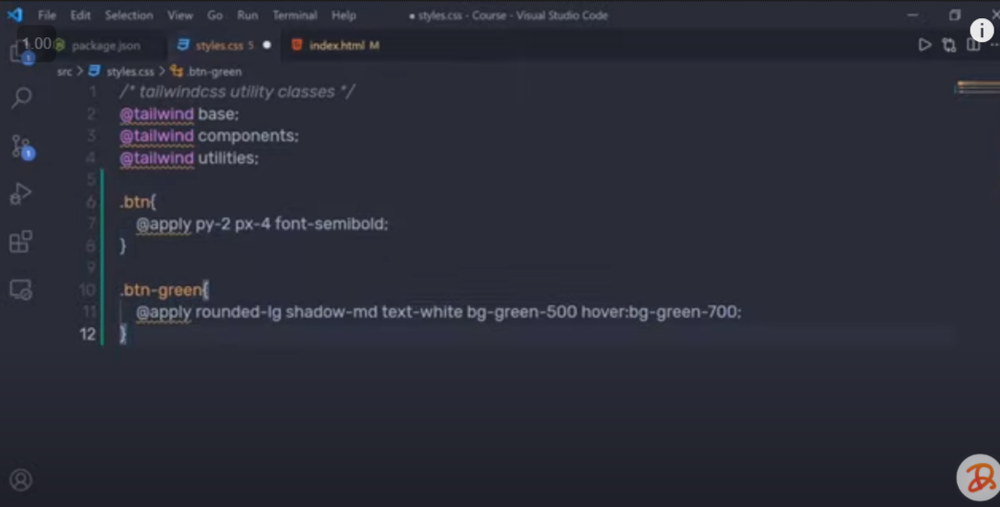 File Edit Selection View Go Run Terminal Help ● styles.css - Course - Visual Studio Code
1.00 package.json styles.css 5 ● index.html M
src > styles.css > .btn-green
1 /* tailwindcss utility classes */
2 @tailwind base;
3 @tailwind components;
4 @tailwind utilities;
5
6 .btn{
7 @apply py-2 px-4 font-semibold;
8 }
9
10 .btn-green{
11 @apply rounded-lg shadow-md text-white bg-green-500 hover:bg-green-700;
12 }